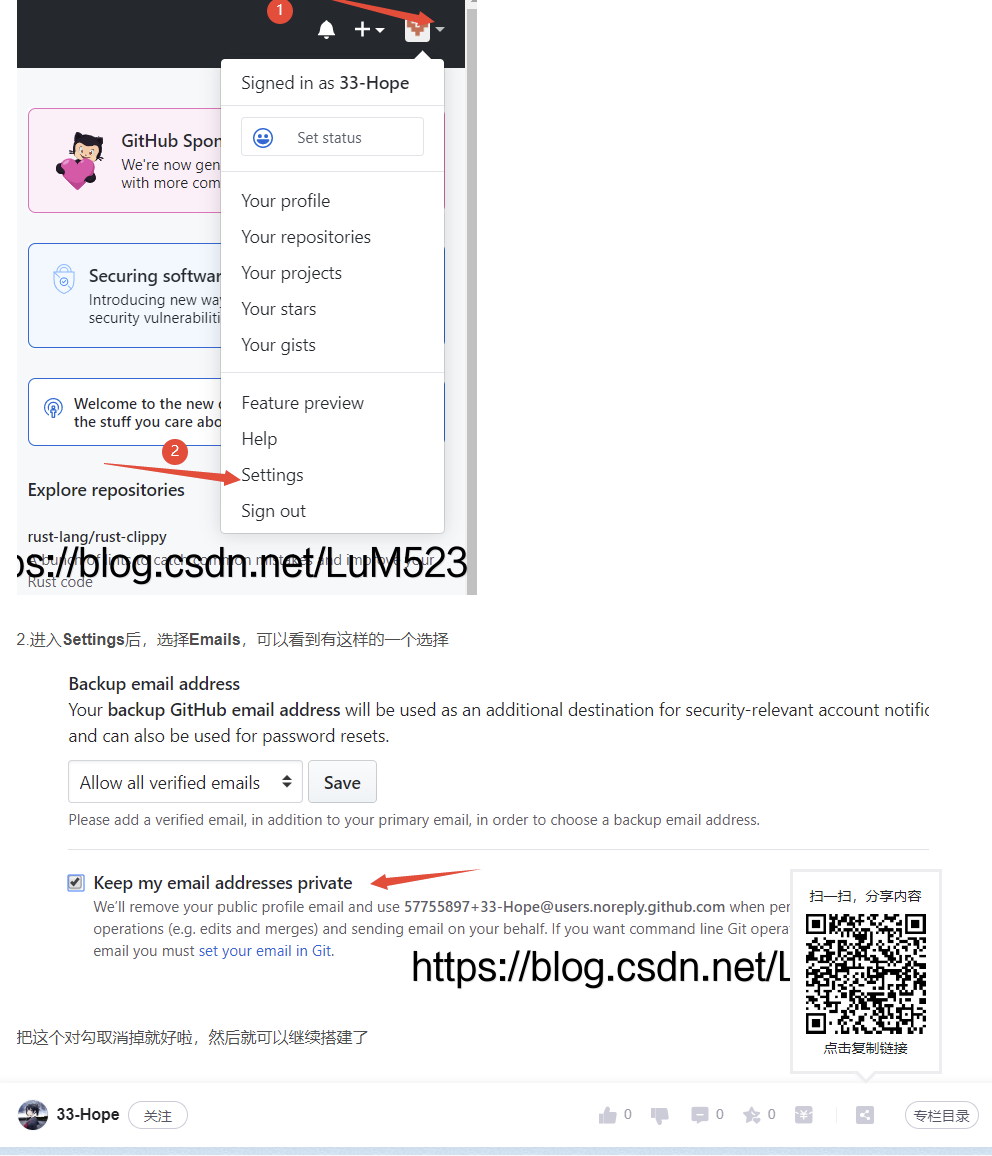 1
Signed in as 33-Hope
Set status
GitHub Spon
We're now gen
with more com
Your profile
Your repositories
Your projects
Securing softwar
Introducing new way
security vulnerabiliti
Your stars
Your gists
Welcome to the new
the stuff you care abo
Feature preview
Help
2
Settings
Sign out
Explore repositories
rust-lang/rust-clippy
A bunch of lints to catch common mistakes and improve your
Rust code
ps://blog.csdn.net/LuM523
2.进入Settings后，选择Emails，可以看到有这样的一个选择
Backup email address
Your backup GitHub email address will be used as an additional destination for security-relevant account notific
and can also be used for password resets.
Allow all verified emails
Save
Please add a verified email, in addition to your primary email, in order to choose a backup email address.
Keep my email addresses private
We'll remove your public profile email and use 57755897+33-Hope@users.noreply.github.com when per
operations (e.g. edits and merges) and sending email on your behalf. If you want command line Git opera
email you must set your email in Git.
https://blog.csdn.net/L
扫一扫，分享内容
点击复制链接
把这个对勾取消掉就好啦，然后就可以继续搭建了
33-Hope
关注
0
0
0
专栏目录